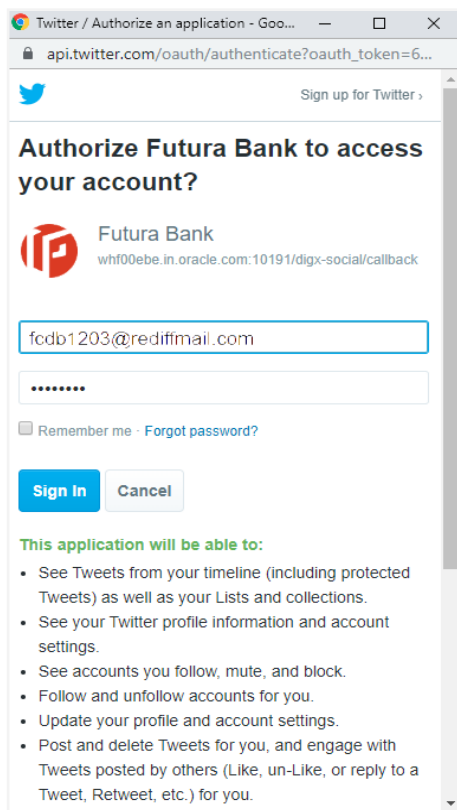 Twitter / Authorize an application - Goo...
api.twitter.com/oauth/authenticate?oauth_token=6...
Sign up for Twitter ›
Authorize Futura Bank to access
your account?
Futura Bank
whf00ebe.in.oracle.com:10191/digx-social/callback
fcdb1203@rediffmail.com
••••••••
Remember me · Forgot password?
Sign In Cancel
This application will be able to:
• See Tweets from your timeline (including protected
Tweets) as well as your Lists and collections.
• See your Twitter profile information and account
settings.
• See accounts you follow, mute, and block.
• Follow and unfollow accounts for you.
• Update your profile and account settings.
• Post and delete Tweets for you, and engage with
Tweets posted by others (Like, un-Like, or reply to a
Tweet, Retweet, etc.) for you.